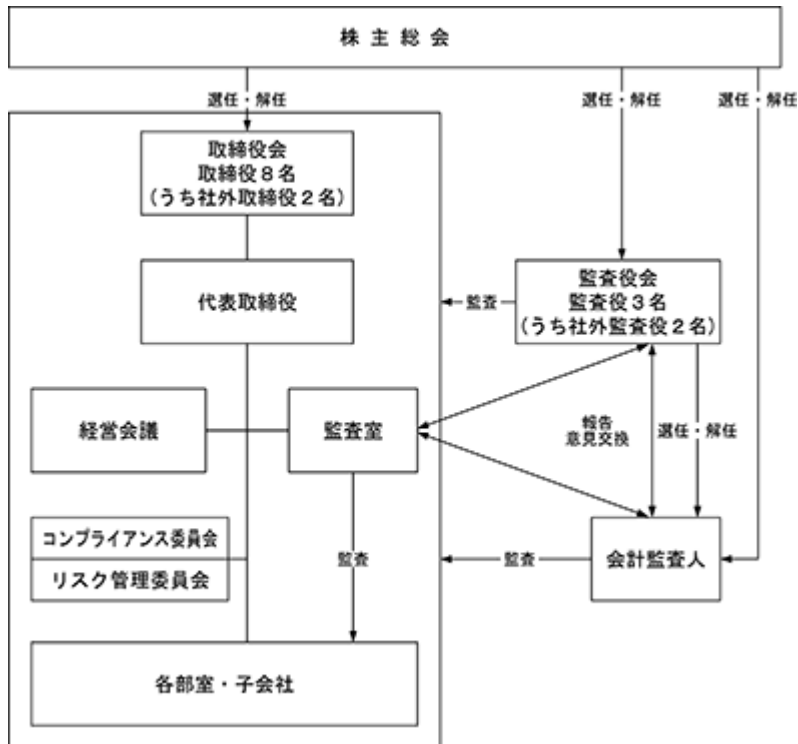 株主総会
選任・解任
選任・解任
選任・解任
取締役会
取締役8名
(うち社外取締役2名)
代表取締役
監査役会
監査役3名
(うち社外監査役2名)
監査
経営会議
監査室
報告
意見交換
選任・解任
コンプライアンス委員会
リスク管理委員会
監査
監査
会計監査人
各部室・子会社